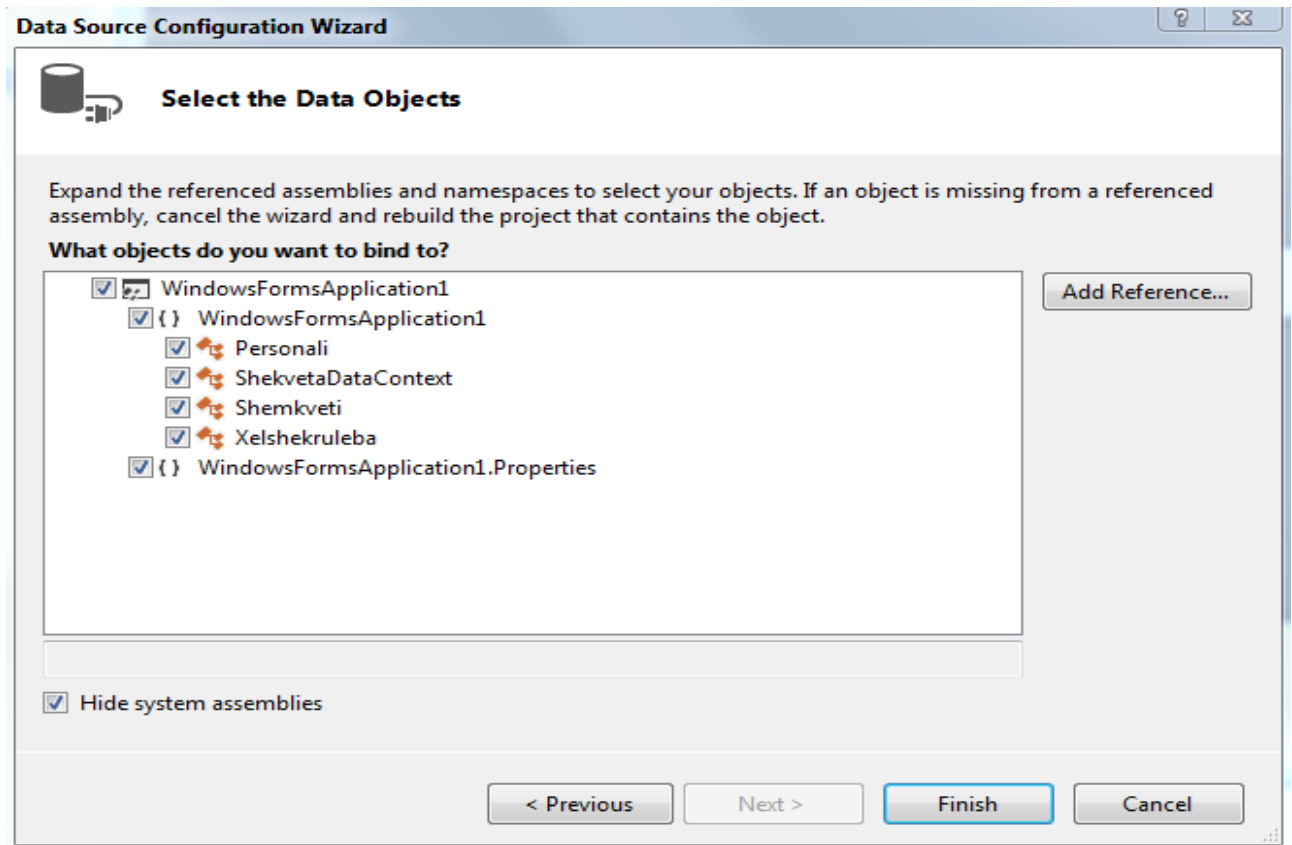 Data Source Configuration Wizard
Select the Data Objects
Expand the referenced assemblies and namespaces to select your objects. If an object is missing from a referenced
assembly, cancel the wizard and rebuild the project that contains the object.
What objects do you want to bind to?
WindowsFormsApplication1
Add Reference...
{ } WindowsFormsApplication1
Personali
ShekvetaDataContext
Shemkveti
Xelshekruleba
{ } WindowsFormsApplication1.Properties
Hide system assemblies
< Previous
Next >
Finish
Cancel